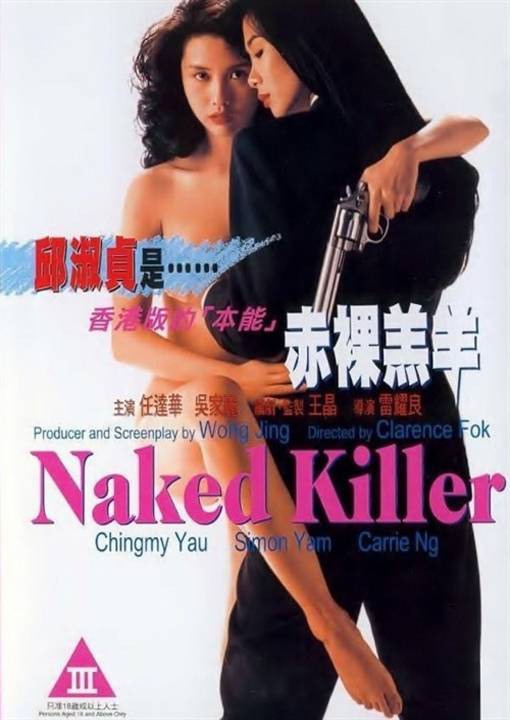 邱淑貞是……
香港版的「本能」
赤裸羔羊
主演 任達華 吳家麗 編劇·監製 王晶 導演 雷耀良
Producer and Screenplay by Wong Jing Directed by Clarence Fok
Naked Killer
Chingmy Yau Simon Yam Carrie Ng
III
只准18歲或以上人士
Persons Aged 18 and Above Only